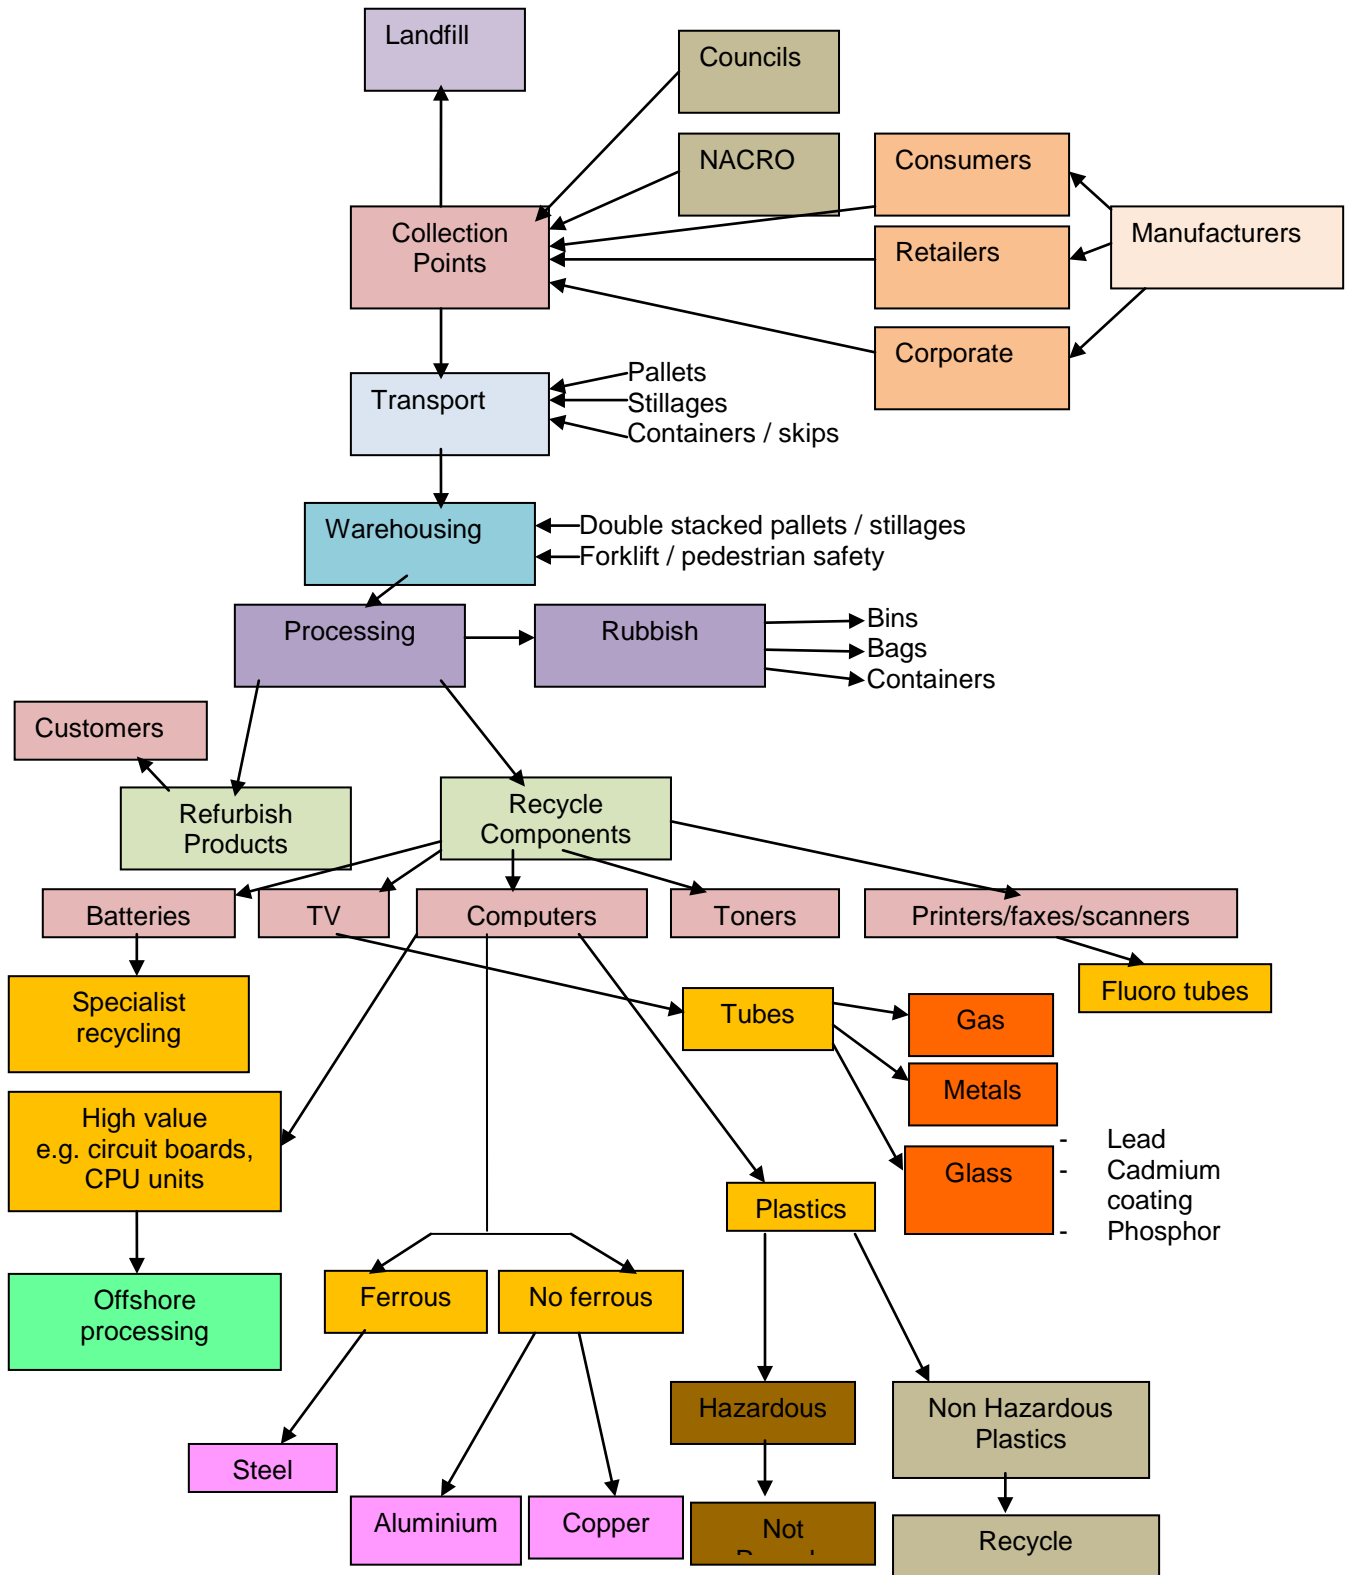 Landfill
Councils
NACRO
Consumers
Collection
Points
Retailers
Manufacturers
Corporate
Transport
Pallets
Stillages
Containers / skips
Warehousing
Double stacked pallets / stillages
Forklift / pedestrian safety
Processing
Rubbish
Bins
Bags
Containers
Customers
Refurbish
Products
Recycle
Components
Batteries
TV
Computers
Toners
Printers/faxes/scanners
Specialist
recycling
Tubes
Gas
Fluoro tubes
Metals
High value
e.g. circuit boards,
CPU units
Glass
- Lead
- Cadmium
coating
- Phosphor
Plastics
Offshore
processing
Ferrous
No ferrous
Hazardous
Non Hazardous
Plastics
Steel
Aluminium
Copper
Not
Recycle